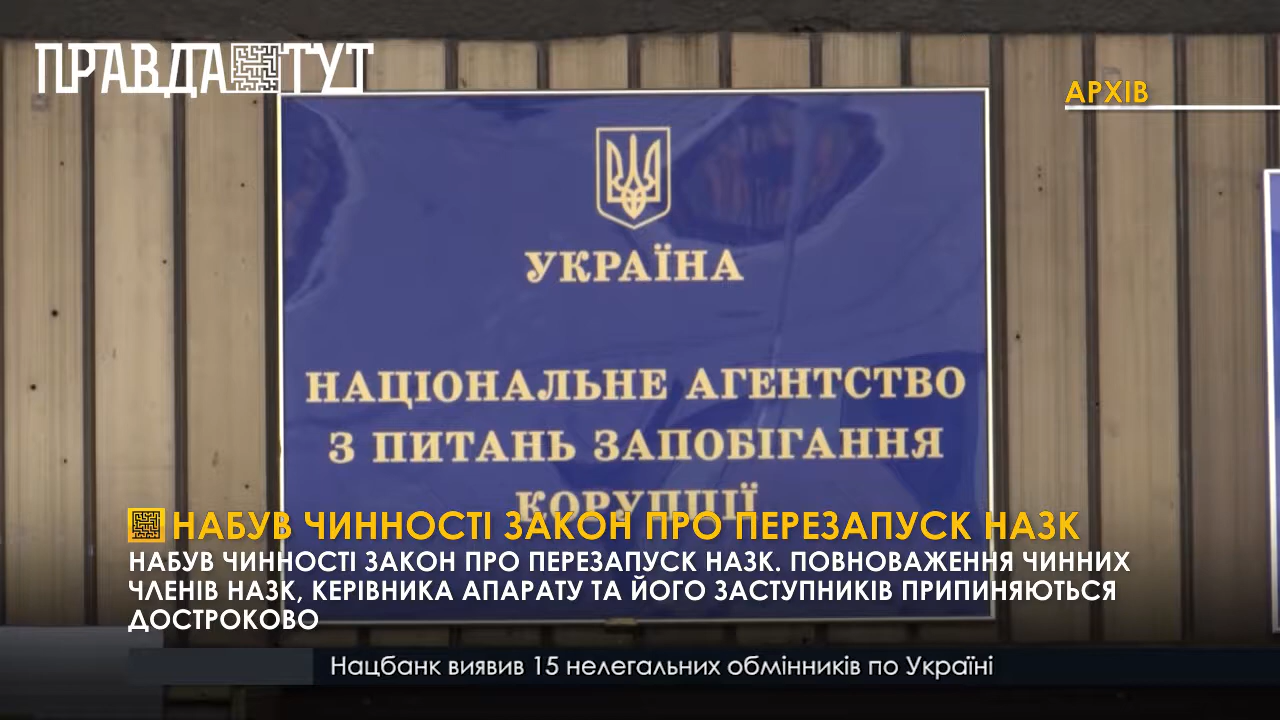 ПРАВДА ТУТ
АРХІВ
УКРАЇНА
НАЦІОНАЛЬНЕ АГЕНТСТВО
З ПИТАНЬ ЗАПОБІГАННЯ
КОРУПЦІЇ
НАБУВ ЧИННОСТІ ЗАКОН ПРО ПЕРЕЗАПУСК НАЗК
НАБУВ ЧИННОСТІ ЗАКОН ПРО ПЕРЕЗАПУСК НАЗК. ПОВНОВАЖЕННЯ ЧИННИХ
ЧЛЕНІВ НАЗК, КЕРІВНИКА АПАРАТУ ТА ЙОГО ЗАСТУПНИКІВ ПРИПИНЯЮТЬСЯ
ДОСТРОКОВО
Нацбанк виявив 15 нелегальних обмінників по Україні